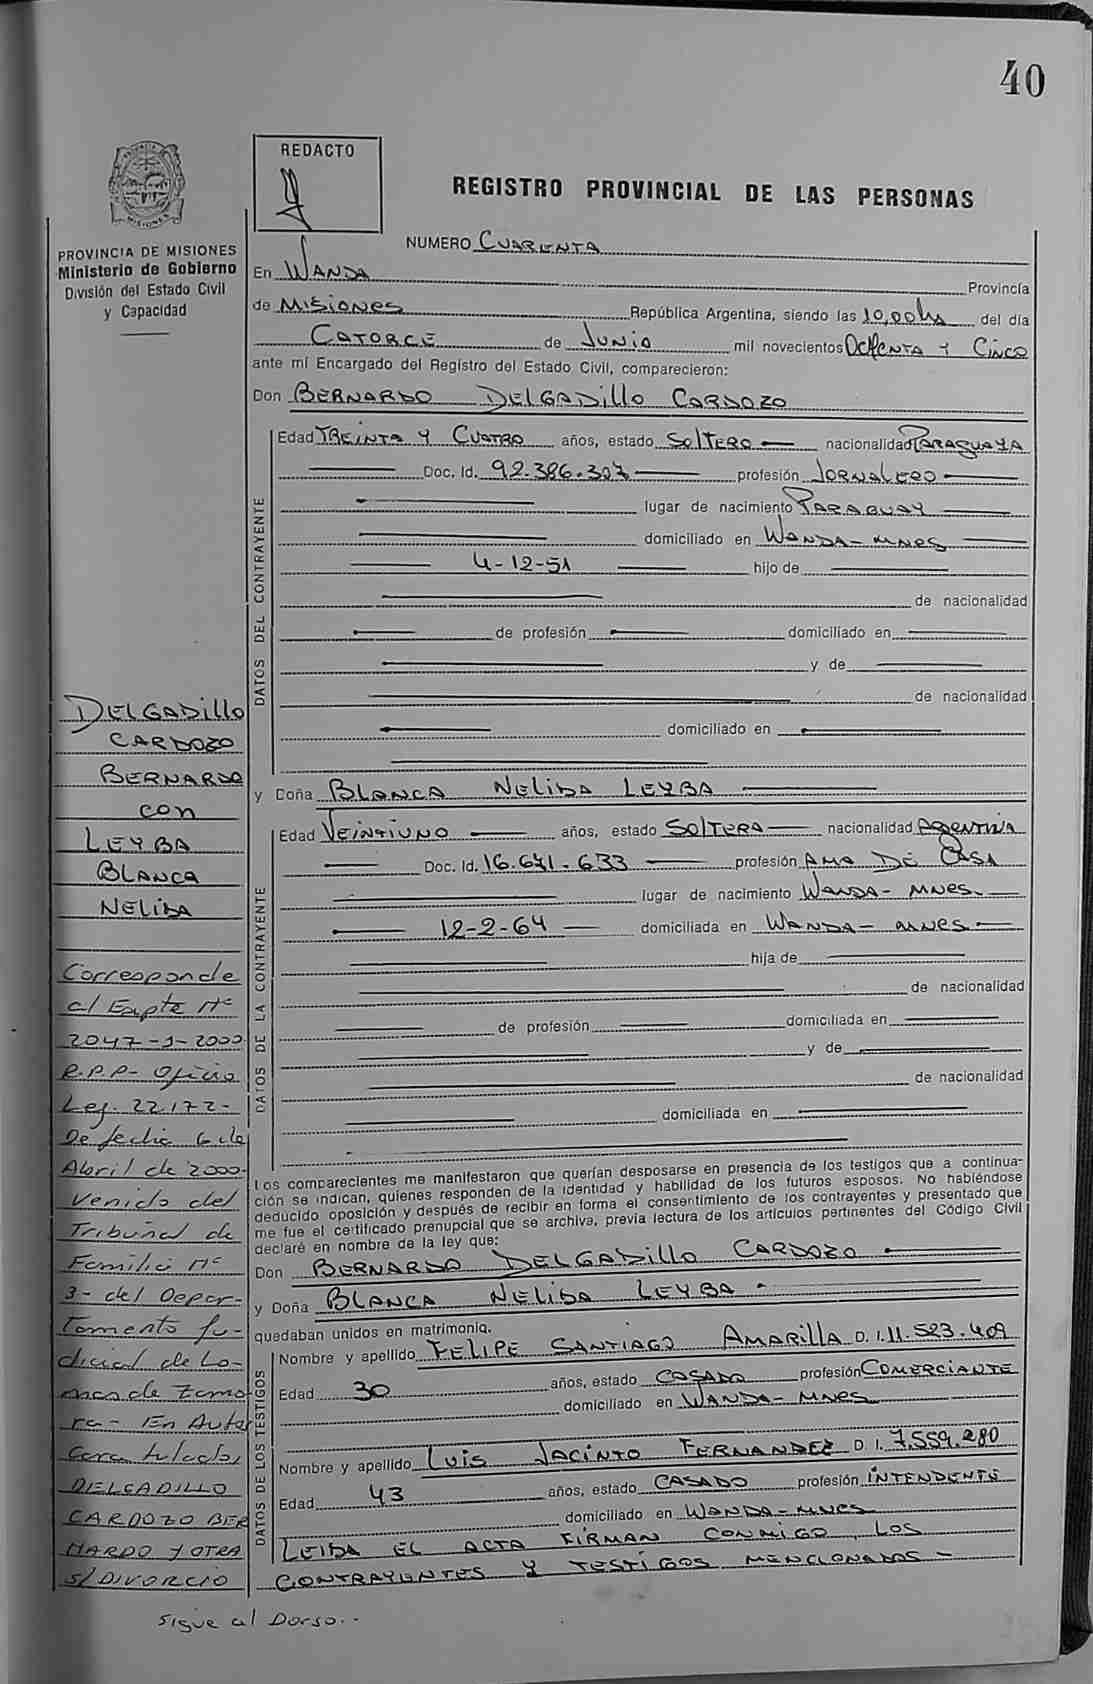 40
REDACTO
REGISTRO PROVINCIAL DE LAS PERSONAS
PROVINCIA DE MISIONES
Ministerio de Gobierno
División del Estado Civil
y Capacidad
NUMERO CUARENTA
En WANDA Provincia
de MISIONES República Argentina, siendo las 10,00hs del día
CATORCE de JUNIO mil novecientos OCHENTA Y CINCO
ante mí Encargado del Registro del Estado Civil, comparecieron:
Don BERNARDO DELGADILLO CARDOZO
DATOS DEL CONTRAYENTE
Edad TREINTA Y CUATRO años, estado SOLTERO nacionalidad PARAGUAYA
Doc. Id. 92.386.307 profesión JORNALERO
lugar de nacimiento PARAGUAY
domiciliado en WANDA - MNES
4-12-51 hijo de
de nacionalidad
de profesión domiciliado en
y de
de nacionalidad
domiciliado en
y Doña BLANCA NELIDA LEYBA
DATOS DE LA CONTRAYENTE
Edad VEINTIUNO años, estado SOLTERA nacionalidad ARGENTINA
Doc. Id. 16.641.633 profesión AMA DE CASA
lugar de nacimiento WANDA - MNES.
12-2-64 domiciliada en WANDA - MNES
hija de
de nacionalidad
de profesión domiciliada en
y de
de nacionalidad
domiciliada en
Los comparecientes me manifestaron que querían desposarse en presencia de los testigos que a continua-
ción se indican, quienes responden de la identidad y habilidad de los futuros esposos. No habiéndose
deducido oposición y después de recibir en forma el consentimiento de los contrayentes y presentado que
me fue el certificado prenupcial que se archiva, previa lectura de los artículos pertinentes del Código Civil
declaré en nombre de la ley que:
Don BERNARDO DELGADILLO CARDOZO
y Doña BLANCA NELIDA LEYBA
quedaban unidos en matrimonio.
DATOS DE LOS TESTIGOS
Nombre y apellido FELIPE SANTIAGO AMARILLA D.I. 11.523.409
Edad 30 años, estado CASADO profesión COMERCIANTE
domiciliado en WANDA - MNES
Nombre y apellido LUIS JACINTO FERNANDEZ D.I. 7.559.280
Edad 43 años, estado CASADO profesión INTENDENTE
domiciliado en WANDA - MNES
LEIDA EL ACTA FIRMAN CONMIGO, LOS
CONTRAYENTES Y TESTIGOS MENCIONADOS -
DELGADILLO
CARDOZO
BERNARDO
con
LEYBA
BLANCA
NELIDA
Corresponde
al Expte Nº
2047-J-2000
R.P.P- Oficio
Ley. 22.172-
De fecha 6 de
Abril de 2000-
Venido del
Tribunal de
Familia Nº
3- del Depar-
tamento Ju-
dicial de Lo-
mas de Zamo
ra- En Autos
Caratulados
DELGADILLO
CARDOZO BER
NARDO Y OTRA
S/ DIVORCIO
Sigue al Dorso..